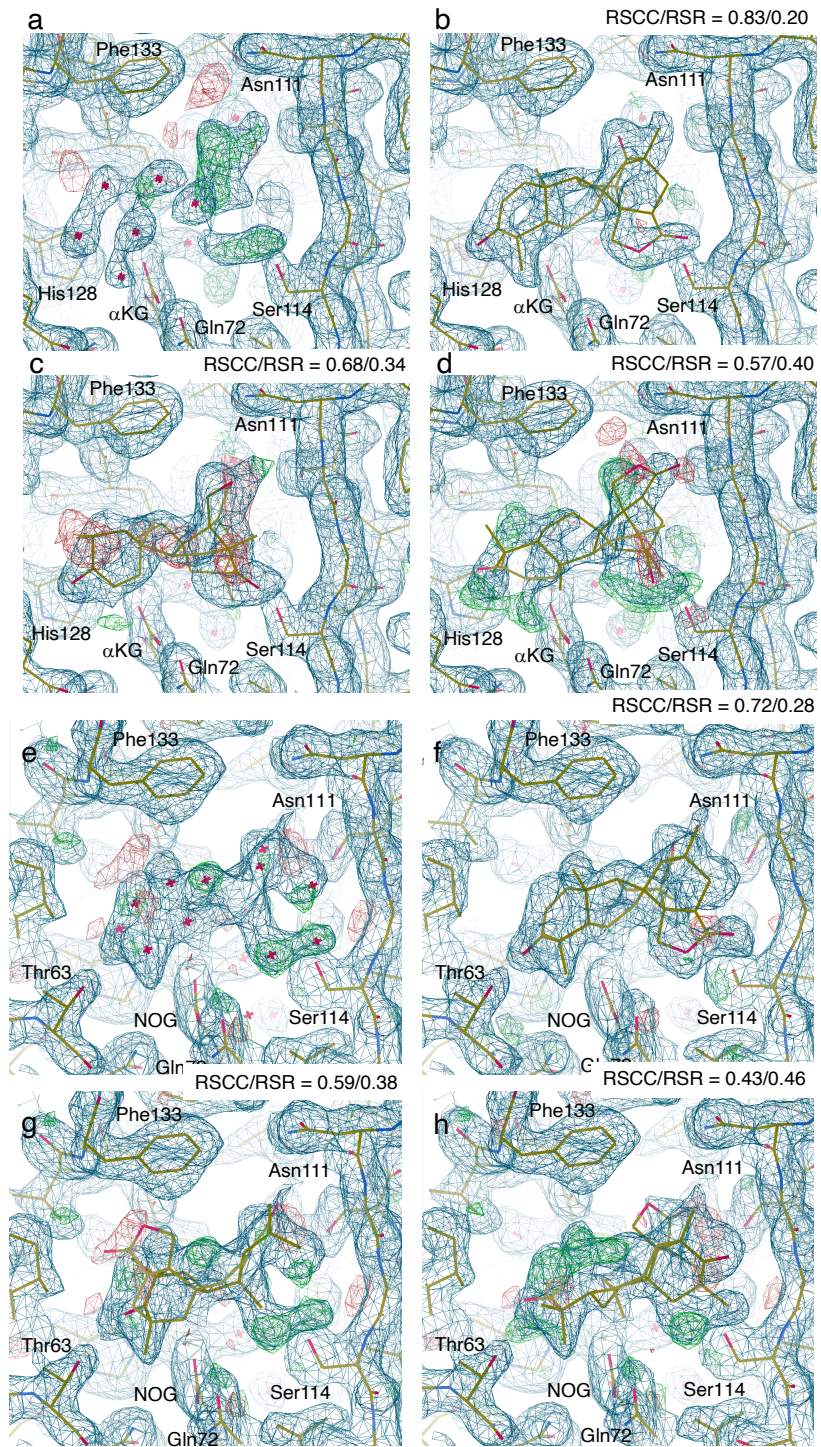 a
b
RSCC/RSR = 0.83/0.20
Phe133
Asn111
His128
αKG
Gln72
Ser114
Phe133
Asn111
His128
αKG
Gln72
Ser114
c
RSCC/RSR = 0.68/0.34
d
RSCC/RSR = 0.57/0.40
Phe133
Asn111
His128
αKG
Gln72
Ser114
Phe133
Asn111
His128
αKG
Gln72
Ser114
e
RSCC/RSR = 0.72/0.28
f
Phe133
Asn111
Thr63
NOG
Ser114
Phe133
Asn111
Thr63
NOG
Ser114
g
RSCC/RSR = 0.59/0.38
h
RSCC/RSR = 0.43/0.46
Phe133
Asn111
Thr63
NOG
Ser114
Gln72
Phe133
Asn111
Thr63
NOG
Ser114
Gln72